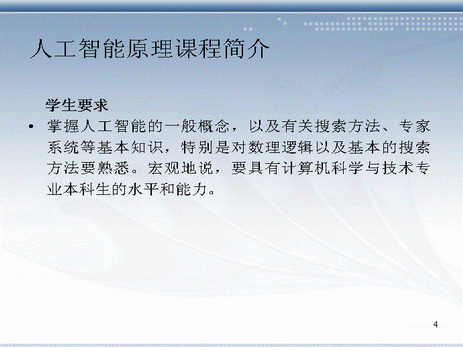 人工智能原理课程简介
学生要求
• 掌握人工智能的一般概念，以及有关搜索方法、专家
系统等基本知识，特别是对数理逻辑以及基本的搜索
方法要熟悉。宏观地说，要具有计算机科学与技术专
业本科生的水平和能力。
4